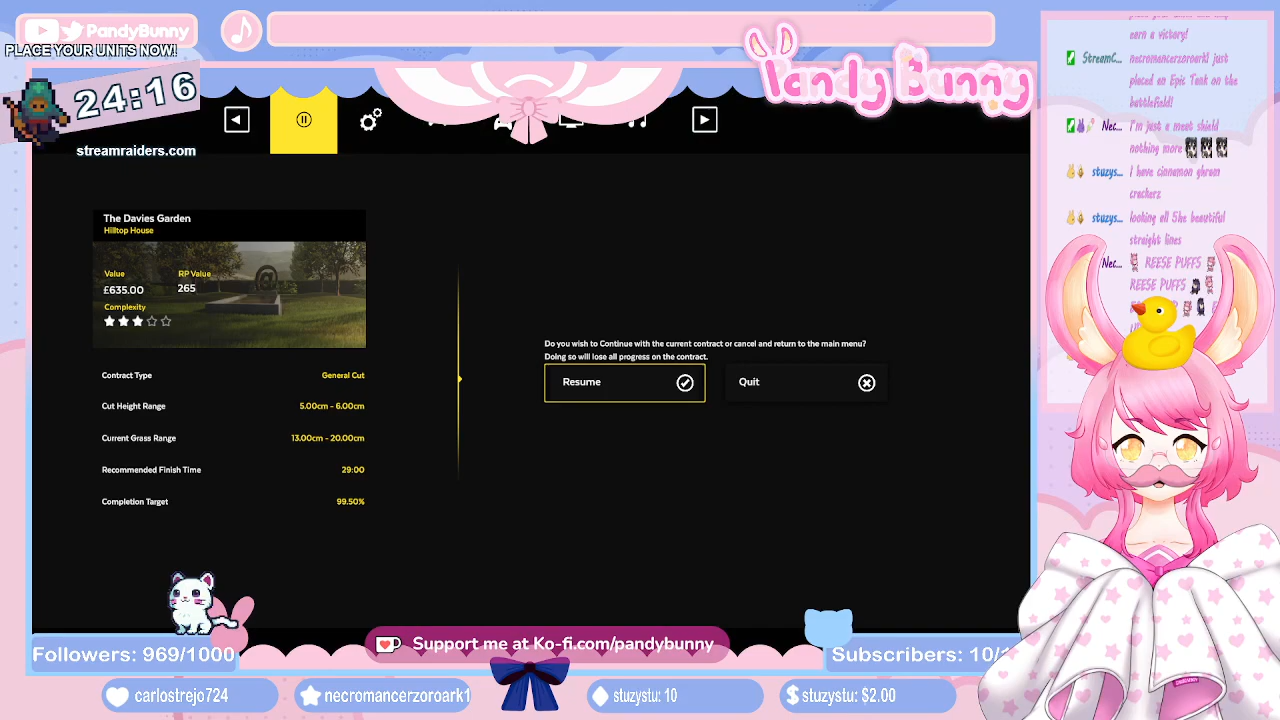 PandyBunny
PLACE YOUR UNITS NOW!
24:16
streamraiders.com
Pandy Bunny
The Davies Garden
Hilltop House
Value
RP Value
£635.00
265
Complexity
Contract Type
General Cut
Cut Height Range
5.00cm - 6.00cm
Current Grass Range
13.00cm - 20.00cm
Recommended Finish Time
29:00
Completion Target
99.50%
Do you wish to Continue with the current contract or cancel and return to the main menu?
Doing so will lose all progress on the contract.
Resume
Quit
earn a victory!
StreamC... necromancerzoroark1 just
placed an Epic Tank on the
battlefield!
Nec... I'm just a meat shield
nothing more
stuzys... I have cinnamon ghram
crackerz
stuzys... looking all 5he beautiful
straight lines
Nec... REESE PUFFS
REESE PUFFS
Followers: 969/1000
Support me at Ko-fi.com/pandybunny
Subscribers: 10/
carlostrejo724
necromancerzoroark1
stuzystu: 10
stuzystu: $2.00